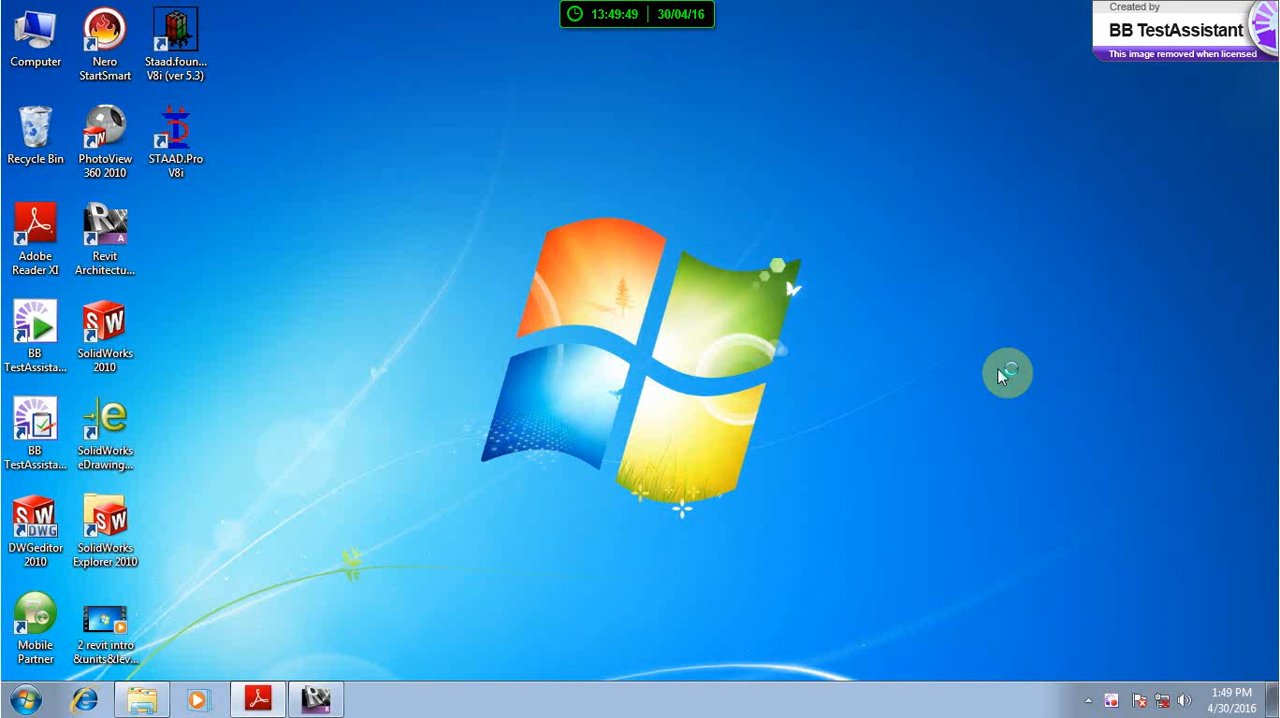 13:49:49 30/04/16
Created by
BB TestAssistant
This image removed when licensed
Computer
Nero
StartSmart
Staad.foun...
V8i (ver 5.3)
Recycle Bin
PhotoView
360 2010
STAAD.Pro
V8i
Adobe
Reader XI
Revit
Architectu...
BB
TestAssista...
SolidWorks
2010
BB
TestAssista...
SolidWorks
eDrawing...
DWGeditor
2010
SolidWorks
Explorer 2010
Mobile
Partner
2 revit intro
&units&lev...
1:49 PM
4/30/2016